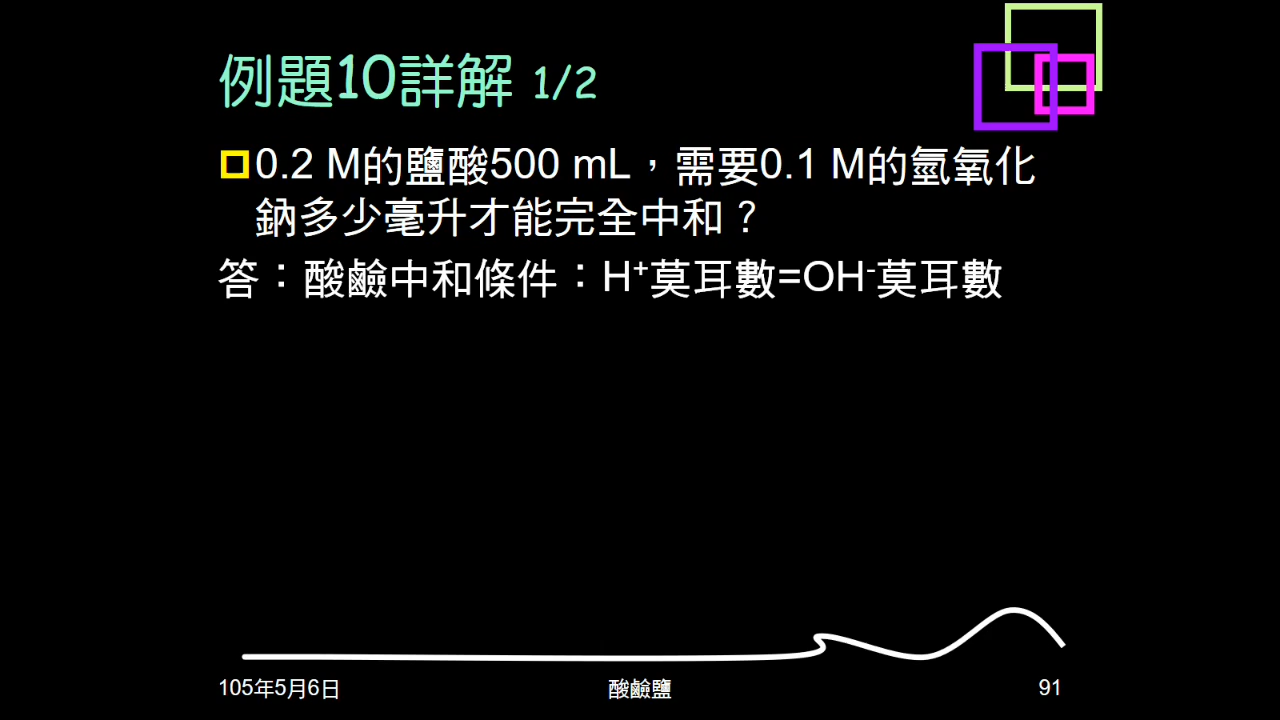 例題10詳解 1/2
0.2 M的鹽酸500 mL，需要0.1 M的氫氧化
鈉多少毫升才能完全中和？
答：酸鹼中和條件：H⁺莫耳數=OH⁻莫耳數
105年5月6日
酸鹼鹽
91